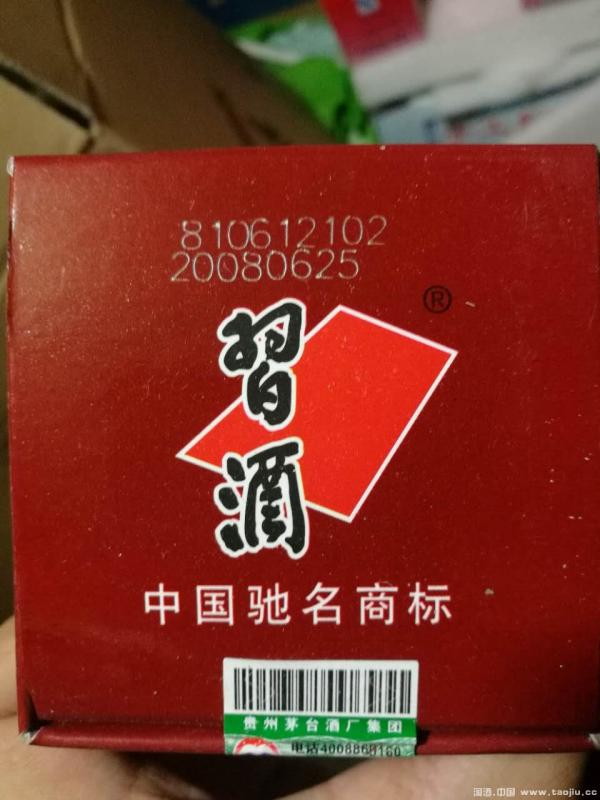 810612102
20080625
®
習
酒
中国驰名商标
贵州茅台酒厂集团
电话4008868160
国酒.中国 www.taojiu.cc